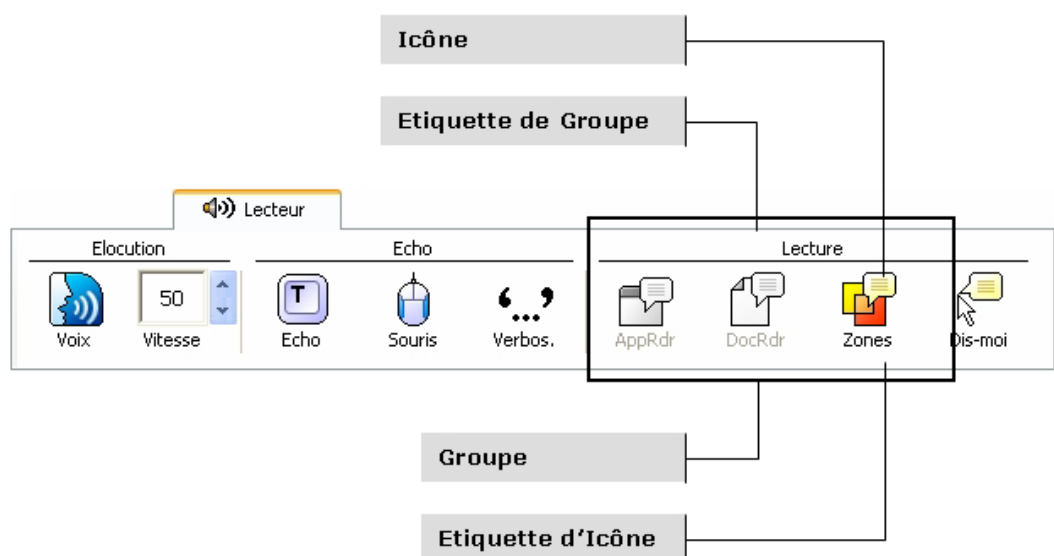 Icône
Etiquette de Groupe
Lecteur
Elocution Echo Lecture
50 T
Voix Vitesse Echo Souris Verbos. AppRdr DocRdr Zones Dis-moi
Groupe
Etiquette d’Icône